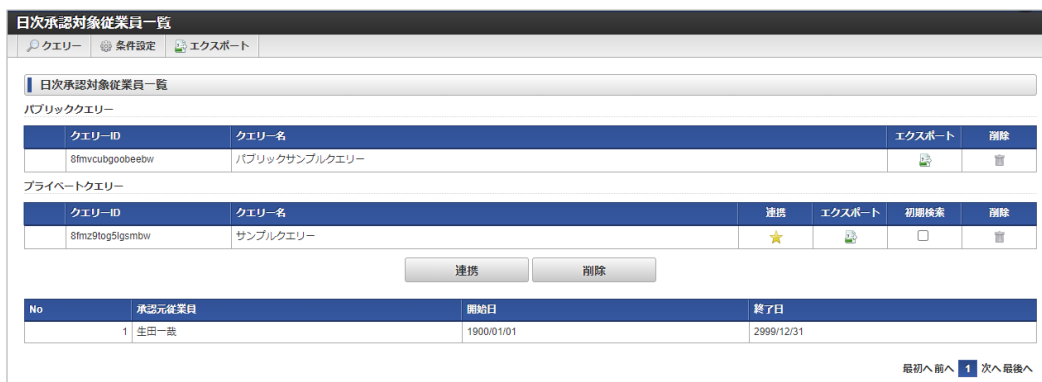 日次承認対象従業員一覧
クエリー 条件設定 エクスポート
日次承認対象従業員一覧
パブリッククエリー
クエリーID クエリー名 エクスポート 削除
8fmvcubgoobeebw パブリックサンプルクエリー
プライベートクエリー
クエリーID クエリー名 連携 エクスポート 初期検索 削除
8fmz9tog5lgsmbw サンプルクエリー
連携 削除
No 承認元従業員 開始日 終了日
1 生田一哉 1900/01/01 2999/12/31
最初へ 前へ 1 次へ 最後へ